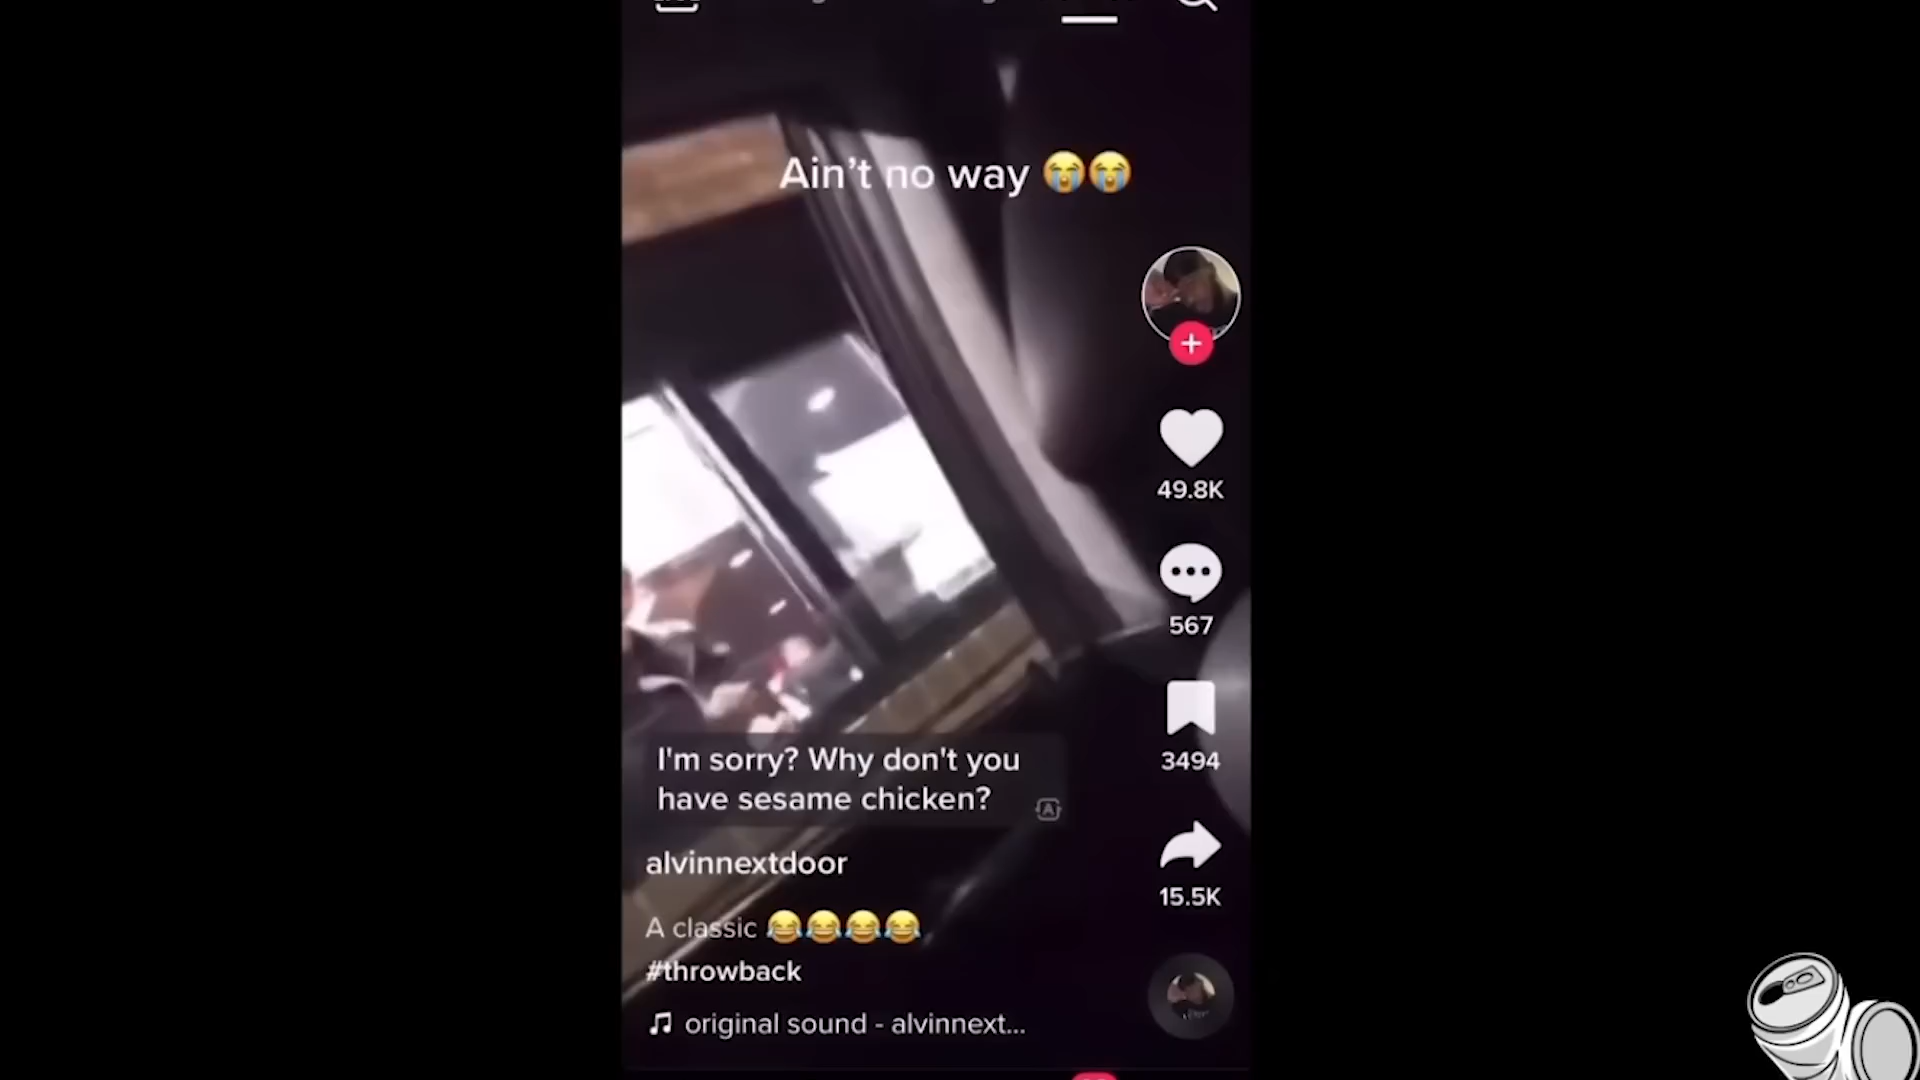 Ain't no way 😭😭
49.8K
567
3494
I'm sorry? Why don't you
have sesame chicken?
alvinnextdoor
15.5K
A classic 😂😂😂😂
#throwback
original sound - alvinnext...